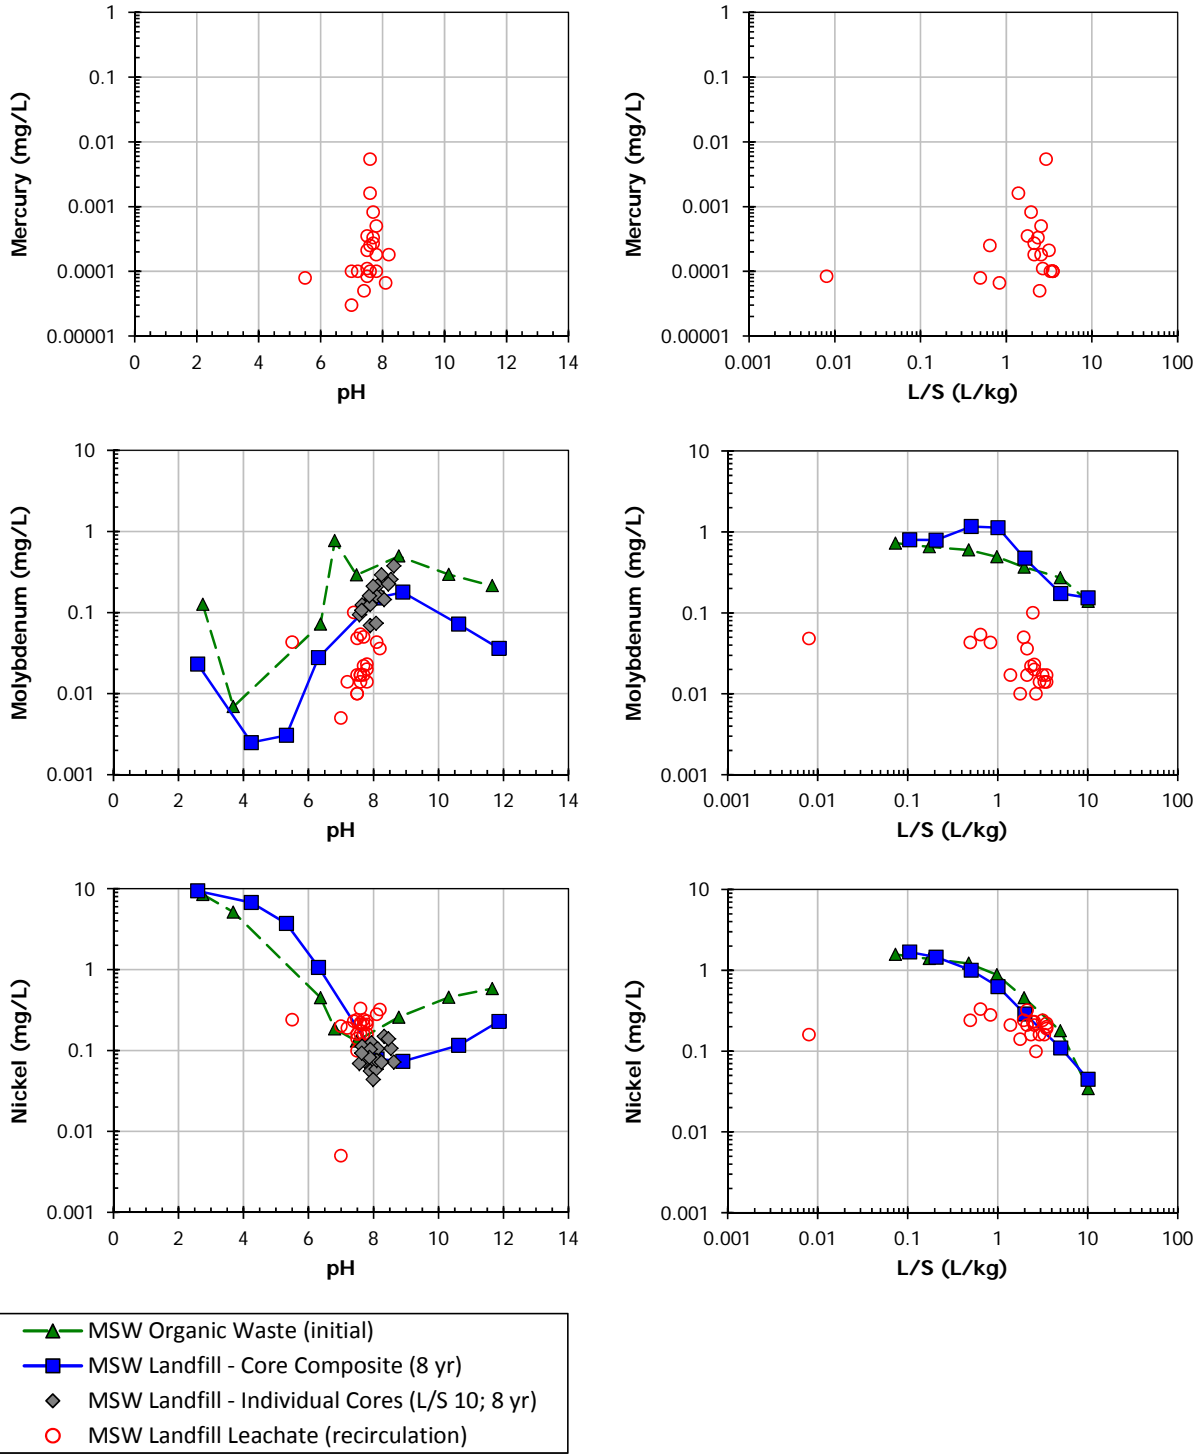 1
0.1
0.01
0.001
0.0001
0.00001
Mercury (mg/L)
0 2 4 6 8 10 12 14
pH
1
0.1
0.01
0.001
0.0001
0.00001
Mercury (mg/L)
0.001 0.1 1 10 100
L/S (L/kg)
10
1
0.1
0.01
0.001
Molybdenum (mg/L)
0 2 4 6 8 10 12 14
pH
10
1
0.1
0.01
0.001
Molybdenum (mg/L)
0.001 0.01 0.1 1 10 100
L/S (L/kg)
10
1
0.1
0.01
0.001
Nickel (mg/L)
0 2 4 6 8 10 12 14
pH
10
1
0.1
0.01
0.001
Nickel (mg/L)
0.001 0.01 0.1 1 10 100
L/S (L/kg)
MSW Organic Waste (initial)
MSW Landfill - Core Composite (8 yr)
MSW Landfill - Individual Cores (L/S 10; 8 yr)
MSW Landfill Leachate (recirculation)